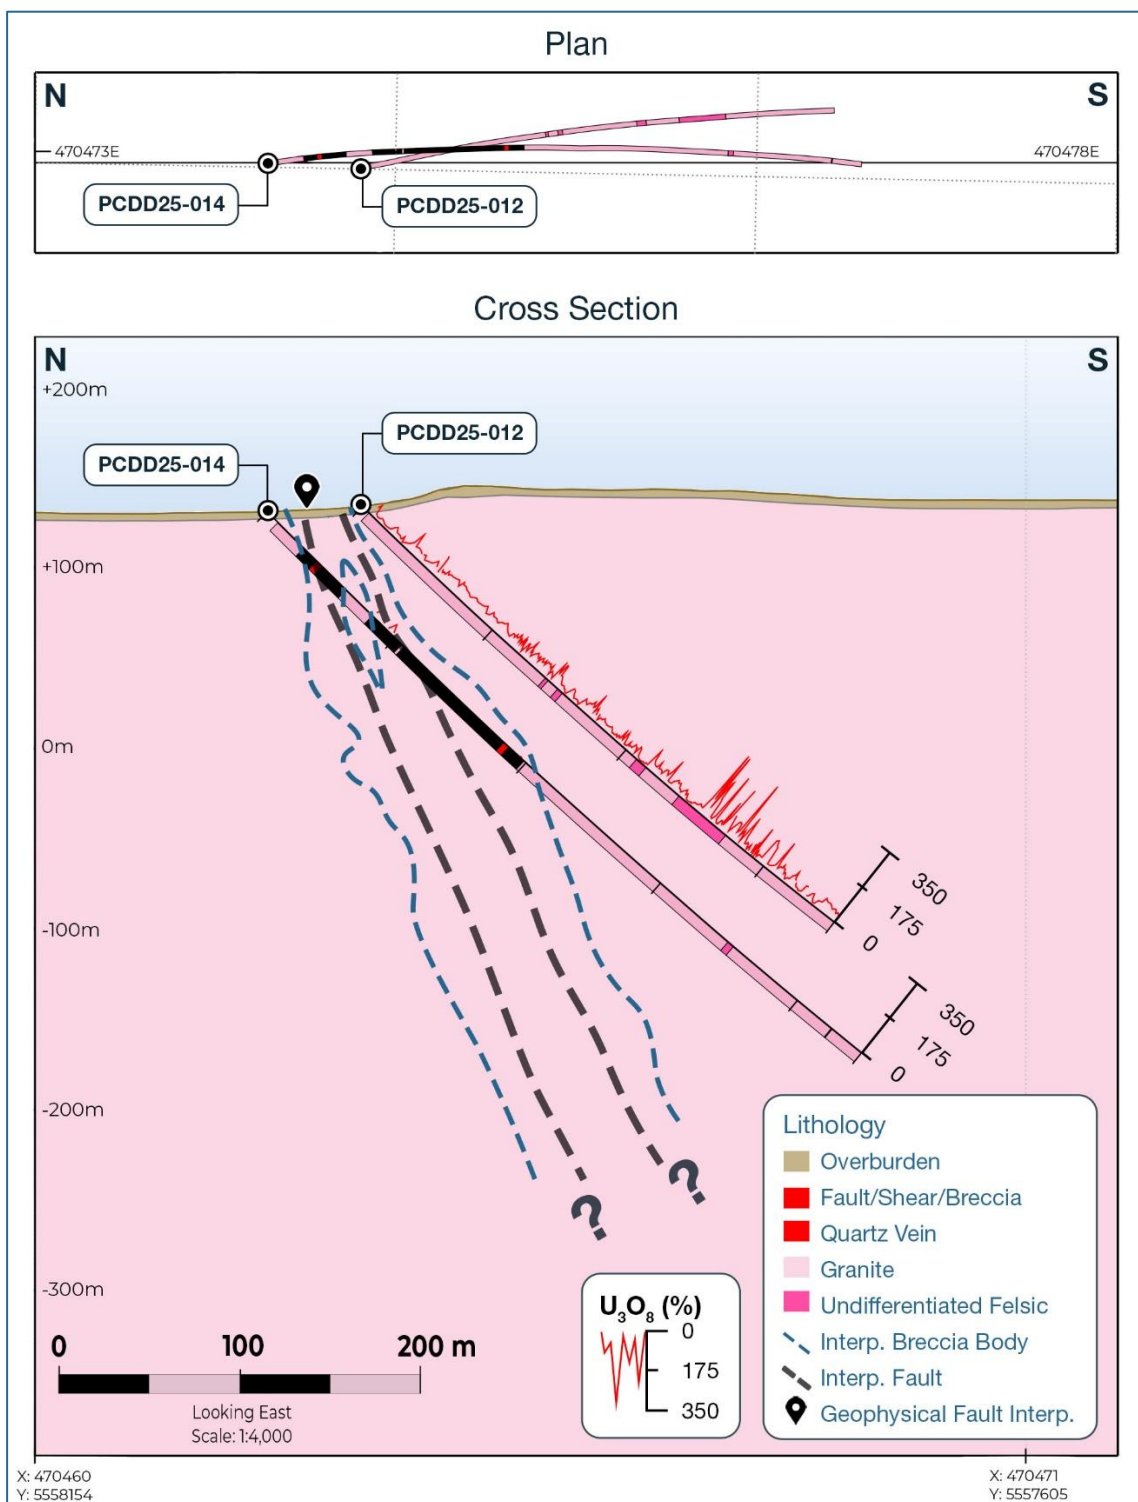 Plan
N
S
470473E
470478E
PCDD25-014
PCDD25-012
Cross Section
N
S
+200m
PCDD25-012
PCDD25-014
+100m
0m
-100m
-200m
-300m
350
175
0
350
175
0
?
?
Lithology
Overburden
Fault/Shear/Breccia
Quartz Vein
Granite
Undifferentiated Felsic
Interp. Breccia Body
Interp. Fault
Geophysical Fault Interp.
U₃O₈ (%)
0
175
350
0 100 200 m
Looking East
Scale: 1:4,000
X: 470460
Y: 5558154
X: 470471
Y: 5557605